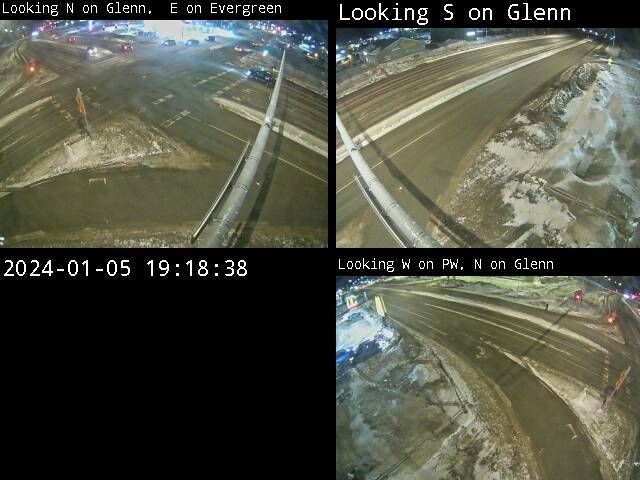 Looking N on Glenn,  E on Evergreen
Looking S on Glenn
2024-01-05 19:18:38
Looking W on PW, N on Glenn